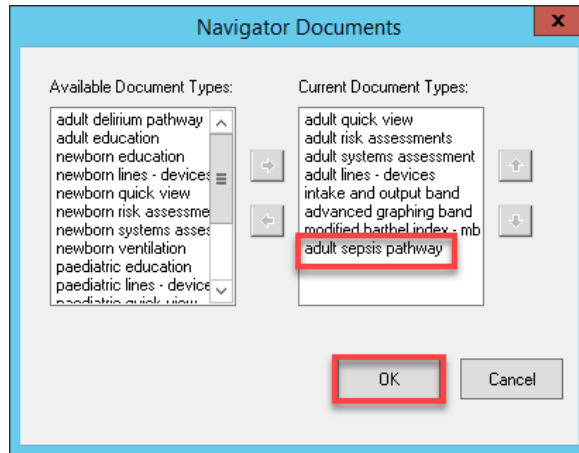 Navigator Documents
x
Available Document Types:
adult delirium pathway
adult education
newborn education
newborn lines - devices
newborn quick view
newborn risk assessme
newborn systems asses
newborn ventilation
paediatric education
paediatric lines - device
paediatric quick view
Current Document Types:
adult quick view
adult risk assessments
adult systems assessment
adult lines - devices
intake and output band
advanced graphing band
modified barthel index - mb
adult sepsis pathway
OK
Cancel